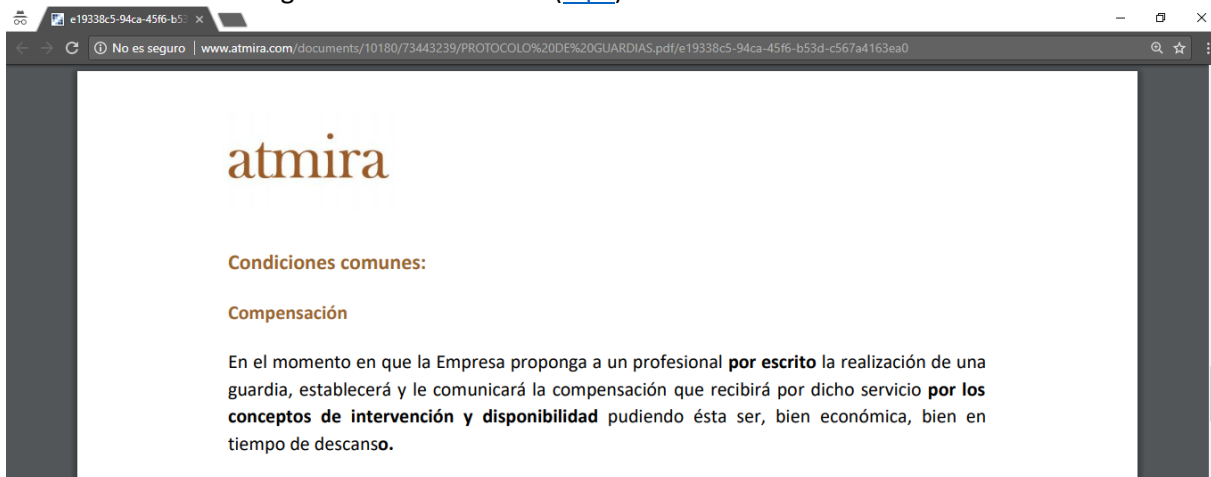 e19338c5-94ca-45f6-b53
No es seguro | www.atmira.com/documents/10180/73443239/PROTOCOLO%20DE%20GUARDIAS.pdf/e19338c5-94ca-45f6-b53d-c567a4163ea0
atmira
Condiciones comunes:
Compensación
En el momento en que la Empresa proponga a un profesional por escrito la realización de una
guardia, establecerá y le comunicará la compensación que recibirá por dicho servicio por los
conceptos de intervención y disponibilidad pudiendo ésta ser, bien económica, bien en
tiempo de descanso.